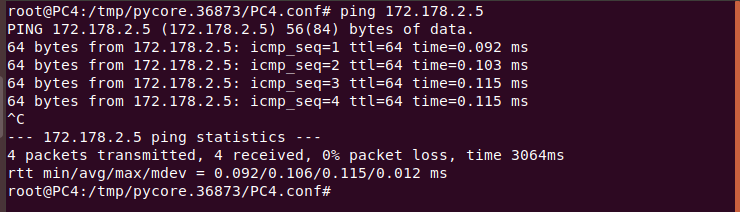 root@PC4:/tmp/pycore.36873/PC4.conf# ping 172.178.2.5
PING 172.178.2.5 (172.178.2.5) 56(84) bytes of data.
64 bytes from 172.178.2.5: icmp_seq=1 ttl=64 time=0.092 ms
64 bytes from 172.178.2.5: icmp_seq=2 ttl=64 time=0.103 ms
64 bytes from 172.178.2.5: icmp_seq=3 ttl=64 time=0.115 ms
64 bytes from 172.178.2.5: icmp_seq=4 ttl=64 time=0.115 ms
^C
--- 172.178.2.5 ping statistics ---
4 packets transmitted, 4 received, 0% packet loss, time 3064ms
rtt min/avg/max/mdev = 0.092/0.106/0.115/0.012 ms
root@PC4:/tmp/pycore.36873/PC4.conf#